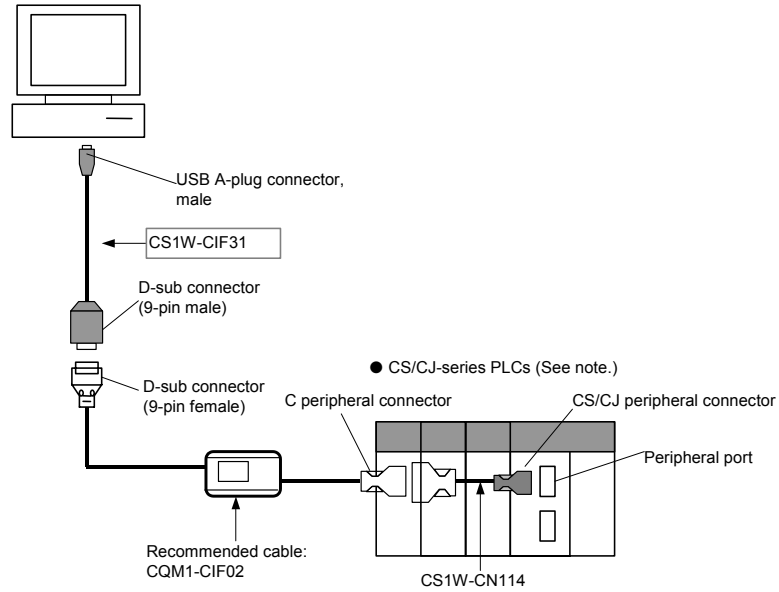 USB A-plug connector,
male
CS1W-CIF31
D-sub connector
(9-pin male)
● CS/CJ-series PLCs (See note.)
D-sub connector
(9-pin female)
C peripheral connector
CS/CJ peripheral connector
Peripheral port
Recommended cable:
CQM1-CIF02
CS1W-CN114